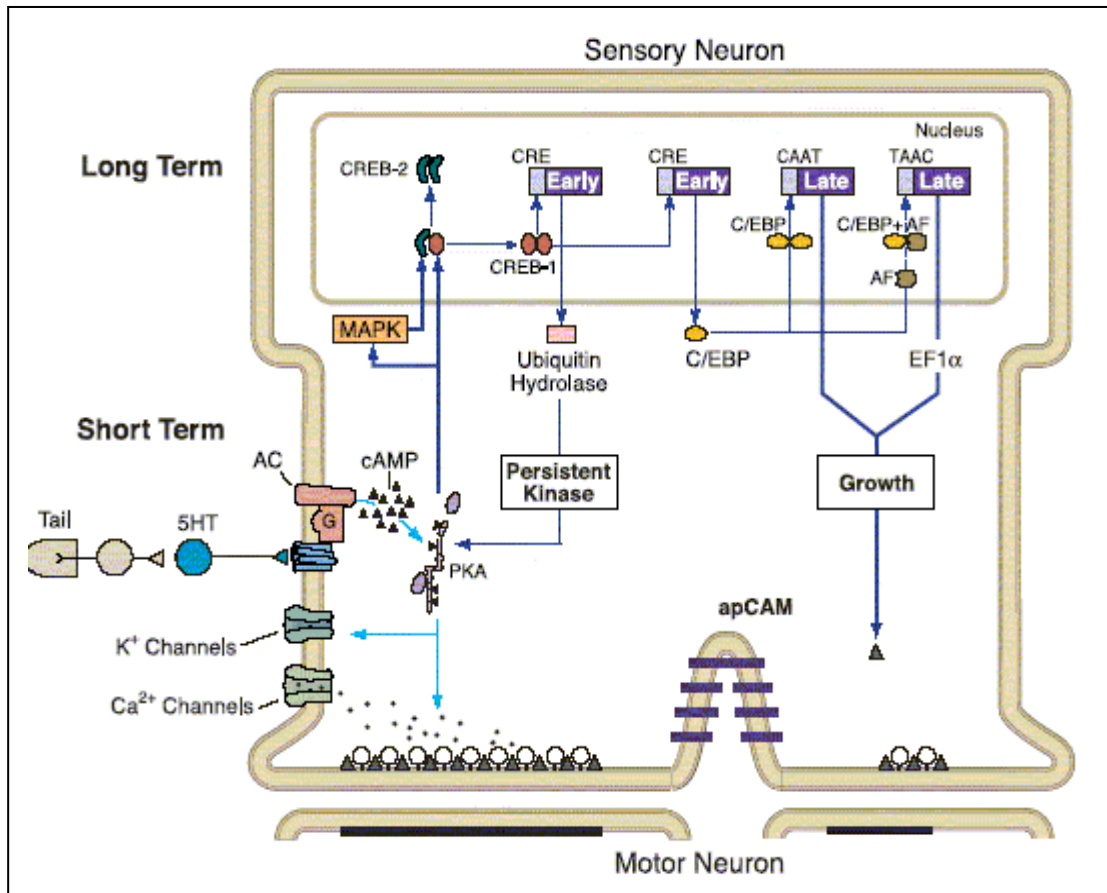 Sensory Neuron
Nucleus
Long Term
CREB-2
CRE
Early
CRE
Early
CAAT
Late
TAAC
Late
C/EBP
C/EBP+AF
CREB-1
AF
MAPK
Ubiquitin
Hydrolase
C/EBP
EF1α
Short Term
AC
cAMP
Persistent
Kinase
Growth
G
Tail
5HT
PKA
apCAM
K+ Channels
Ca2+ Channels
Motor Neuron